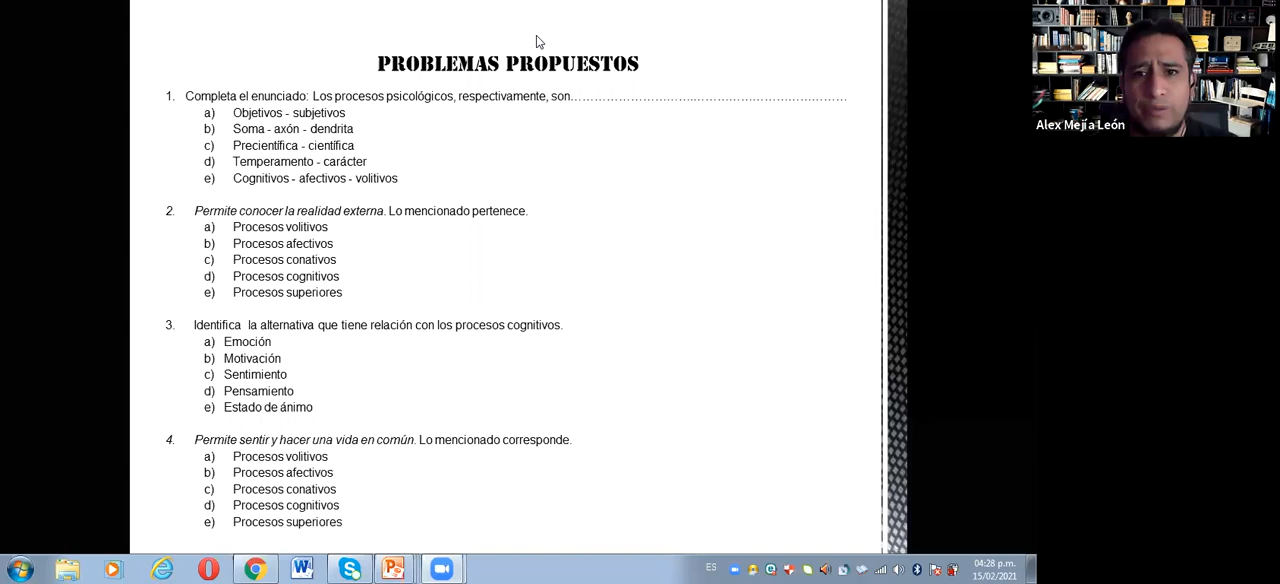 PROBLEMAS PROPUESTOS
1. Completa el enunciado: Los procesos psicológicos, respectivamente, son……………………………………………………………
a) Objetivos - subjetivos
b) Soma - axón - dendrita
c) Precientífica - científica
d) Temperamento - carácter
e) Cognitivos - afectivos - volitivos
2. Permite conocer la realidad externa. Lo mencionado pertenece.
a) Procesos volitivos
b) Procesos afectivos
c) Procesos conativos
d) Procesos cognitivos
e) Procesos superiores
3. Identifica la alternativa que tiene relación con los procesos cognitivos.
a) Emoción
b) Motivación
c) Sentimiento
d) Pensamiento
e) Estado de ánimo
4. Permite sentir y hacer una vida en común. Lo mencionado corresponde.
a) Procesos volitivos
b) Procesos afectivos
c) Procesos conativos
d) Procesos cognitivos
e) Procesos superiores
Alex Mejía León
ES
04:28 p.m.
15/02/2021